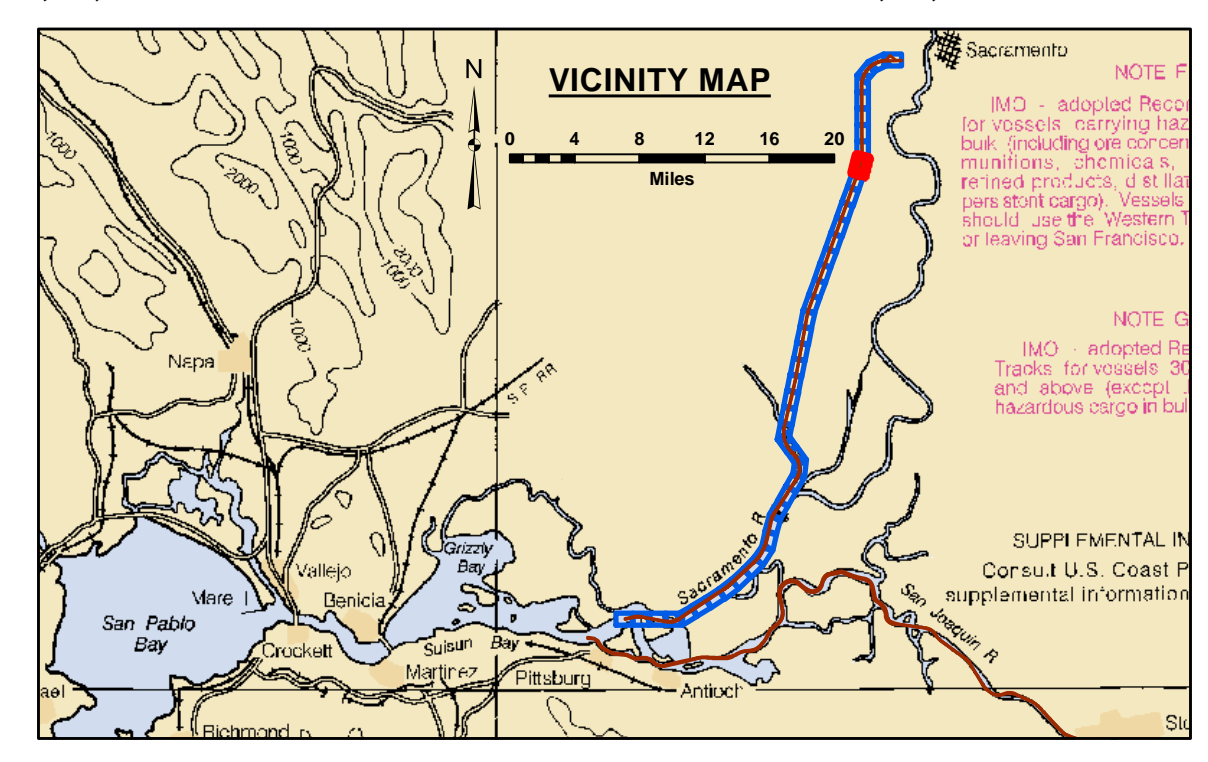 Sacramento
NOTE F
N
VICINITY MAP
IMO - adopted Recor
for vessels carrying haz
bulk (including ore concen
munitions, chemicals,
refined products, distillat
persistent cargo). Vessels
should use the Western T
or leaving San Francisco.
0 4 8 12 16 20
Miles
1000
1000
2000
2000
1000
1000
NOTE G
IMO - adopted Re
Tracks for vessels 30
and above (except
hazardous cargo in bul
Napa
S P RR
Sacramento R
SUPPLEMENTAL IN
Consult U.S. Coast P
supplemental information
Grizzly
Bay
Vallejo
Mare I
Benicia
San Pablo
Bay
San Joaquin R
Crockett
Suisun Bay
Martinez
Pittsburg
Antioch
ael
Richmond
Sto